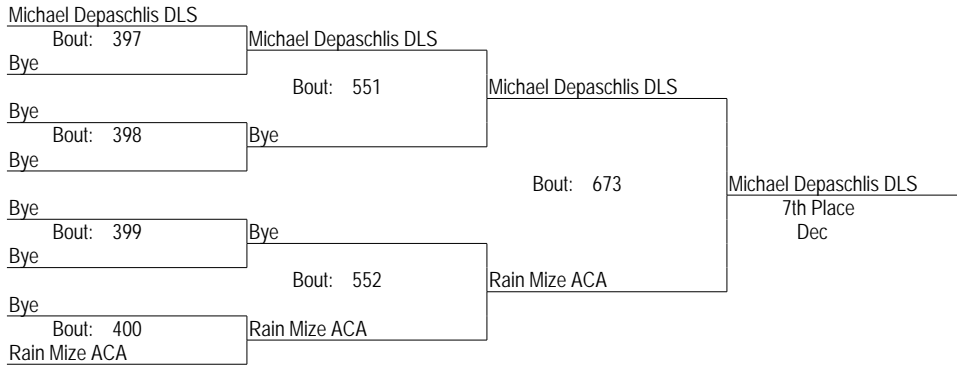 Michael Depaschlis DLS
Bout: 397
Michael Depaschlis DLS
Bye
Bout: 551
Michael Depaschlis DLS
Bye
Bout: 398
Bye
Bye
Bout: 673
Michael Depaschlis DLS
7th Place
Dec
Bye
Bout: 399
Bye
Bye
Bout: 552
Rain Mize ACA
Bye
Bout: 400
Rain Mize ACA
Rain Mize ACA